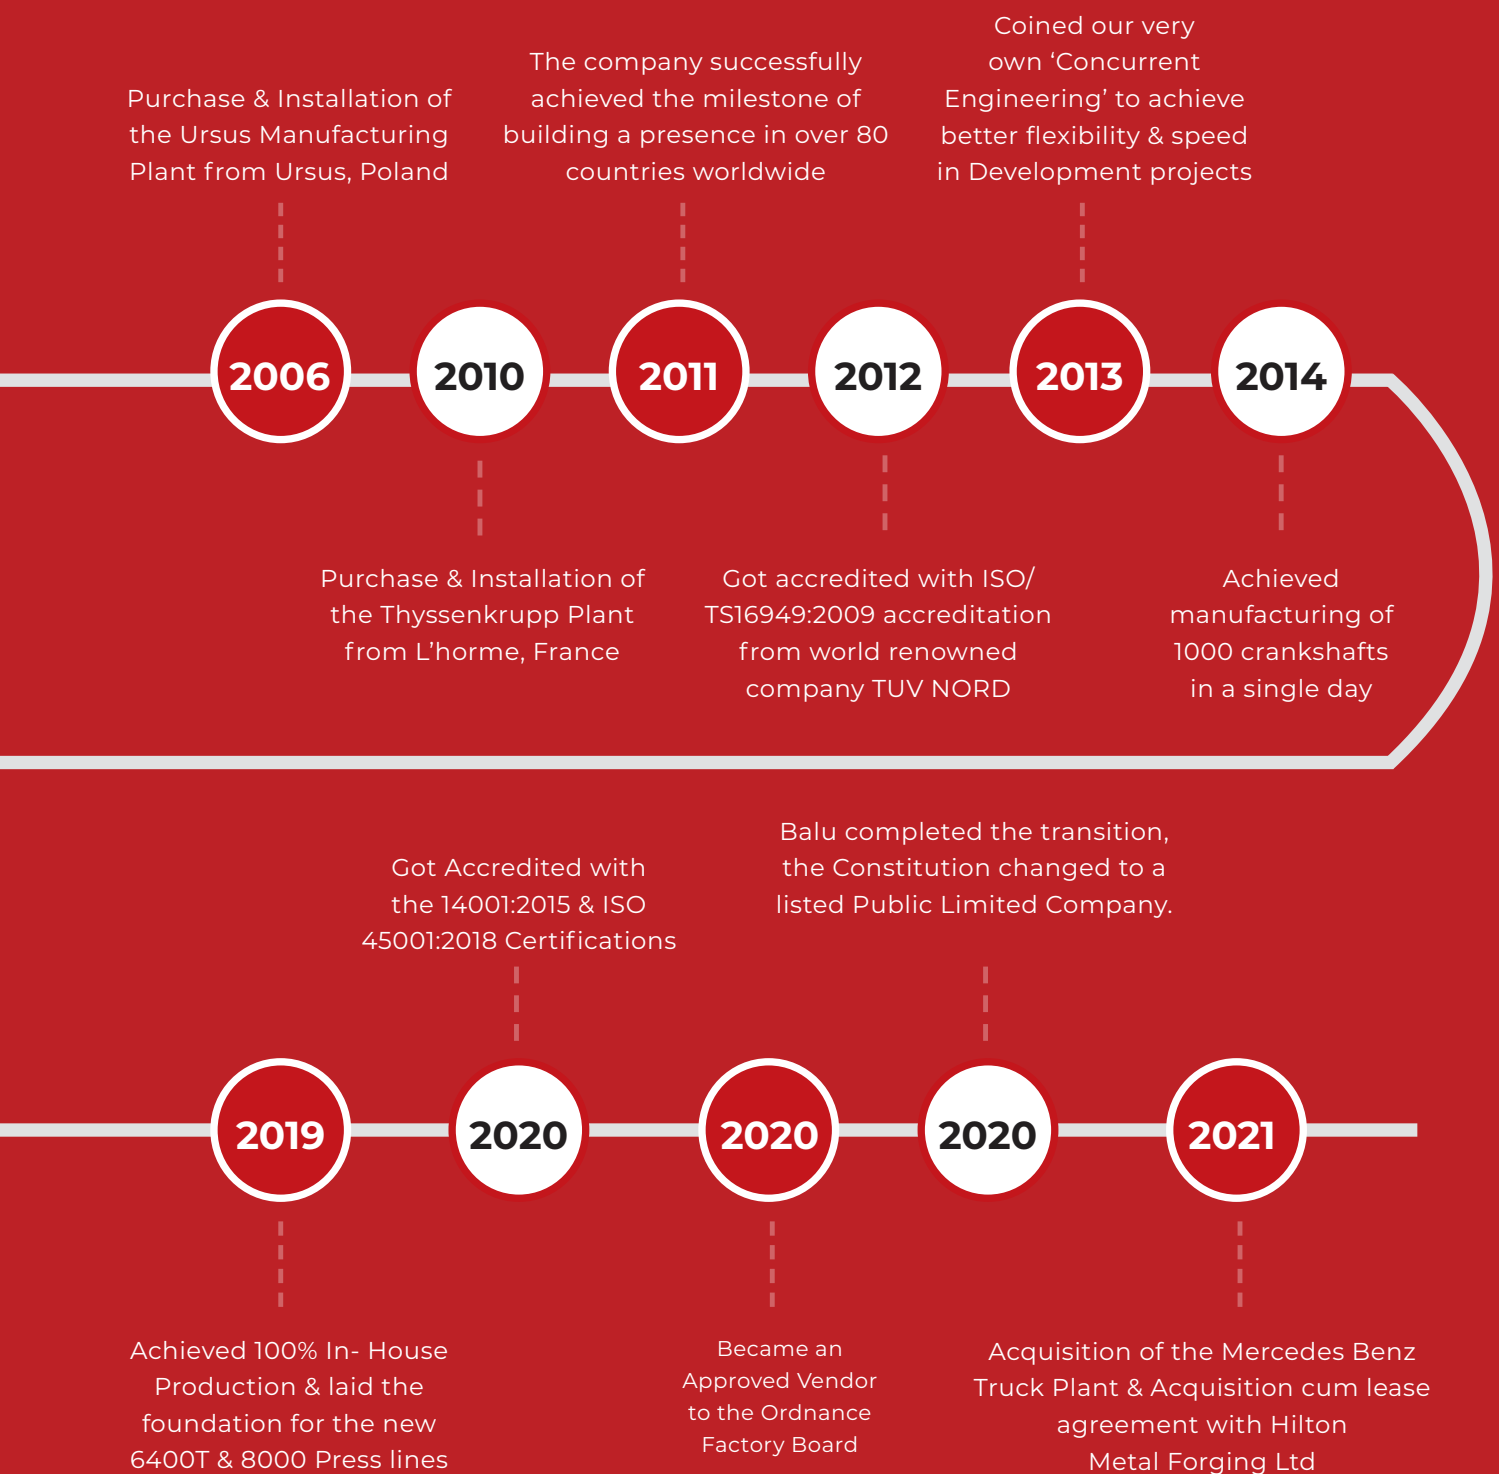 Purchase & Installation of
the Ursus Manufacturing
Plant from Ursus, Poland
The company successfully
achieved the milestone of
building a presence in over 80
countries worldwide
Coined our very
own ‘Concurrent
Engineering’ to achieve
better flexibility & speed
in Development projects
2006
2010
2011
2012
2013
2014
Purchase & Installation of
the Thyssenkrupp Plant
from L’horme, France
Got accredited with ISO/
TS16949:2009 accreditation
from world renowned
company TUV NORD
Achieved
manufacturing of
1000 crankshafts
in a single day
Got Accredited with
the 14001:2015 & ISO
45001:2018 Certifications
Balu completed the transition,
the Constitution changed to a
listed Public Limited Company.
2019
2020
2020
2020
2021
Achieved 100% In- House
Production & laid the
foundation for the new
6400T & 8000 Press lines
Became an
Approved Vendor
to the Ordnance
Factory Board
Acquisition of the Mercedes Benz
Truck Plant & Acquisition cum lease
agreement with Hilton
Metal Forging Ltd